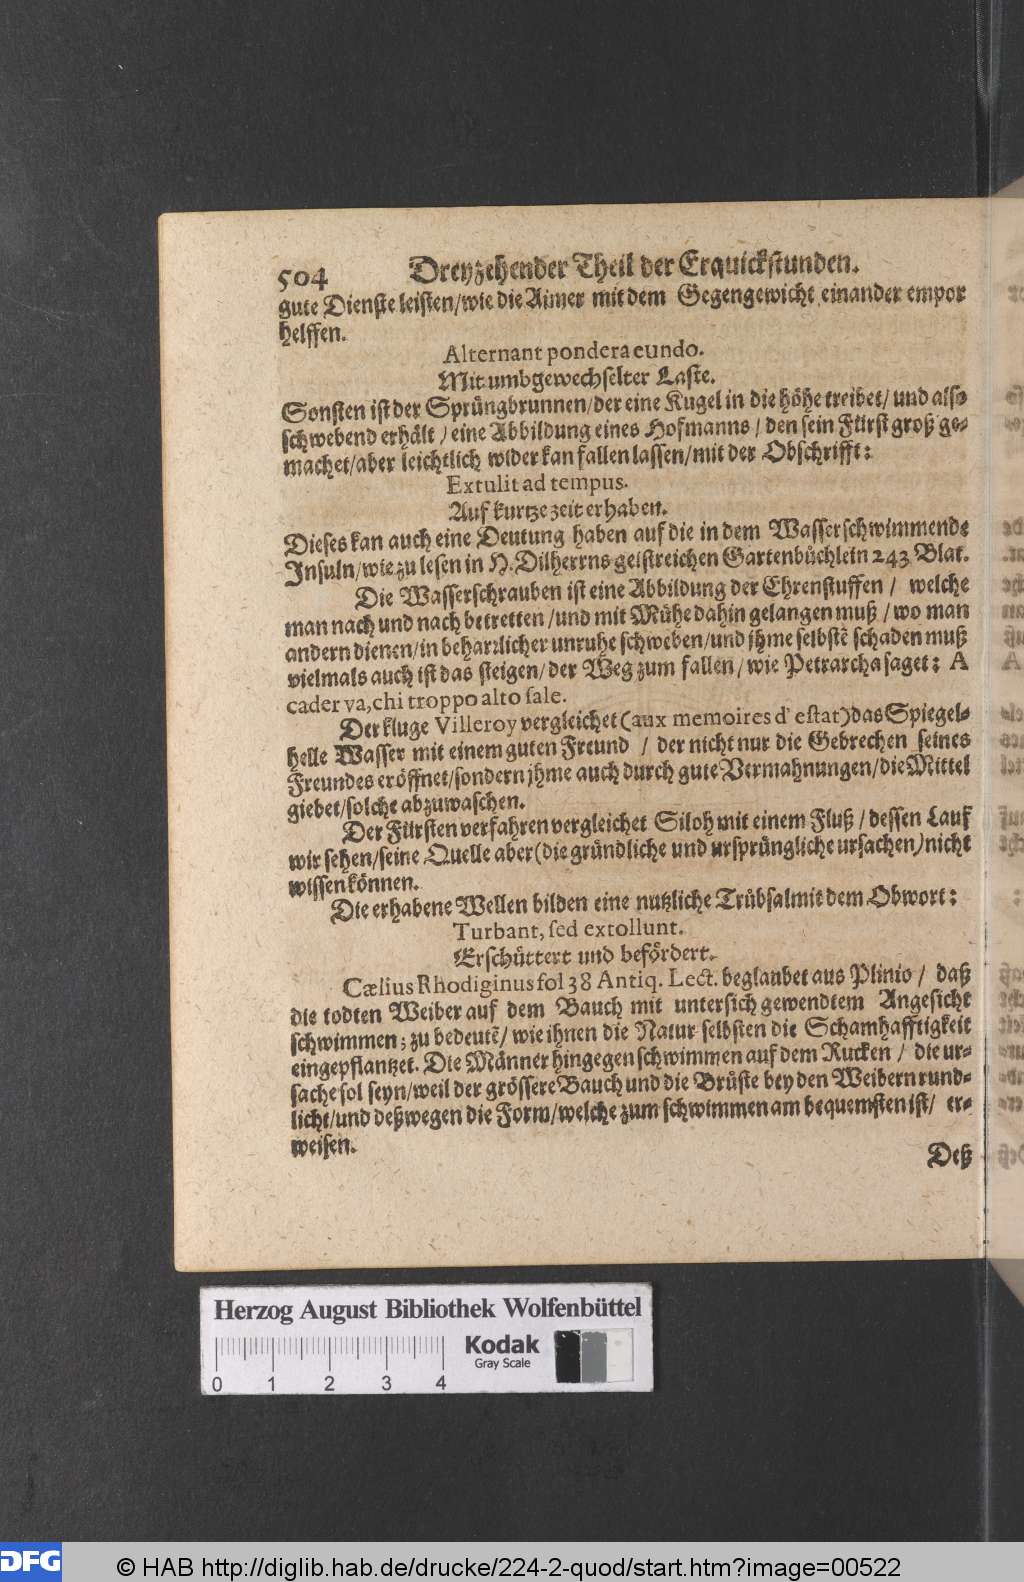 504 Dreyzehender Theil der Erquickstunden.
gute Dienste leisten/wie die Aimer mit dem Gegengewicht einander empor
helffen.
Alternant pondera eundo.
Mit umbgewechselter Laste.
Sonsten ist der Sprüngbrunnen/der eine Kugel in die höhe treibet/ und also
schwebend erhält / eine Abbildung eines Hofmanns / den sein Fürst groß ge-
machet/aber leichtlich wider kan fallen lassen/mit der Obschrifft:
Extulit ad tempus.
Auf kurtze zeit erhaben.
Dieses kan auch eine Deutung haben auf die in dem Wasser schwimmende
Insuln/wie zu lesen in H. Dilherrns geistreichen Gartenbüchlein 243 Blat.
Die Wasserschrauben ist eine Abbildung der Ehrenstuffen / welche
man nach und nach betretten /und mit Mühe dahin gelangen muß / wo man
andern dienen/in beharzlicher unruhe schweben/und jhme selbstẽ schaden muß
vielmals auch ist das steigen/ der Weg zum fallen/ wie Petrarcha saget: A
cader va, chi troppo alto sale.
Der kluge Villeroy vergleichet (aux memoires d' estat) das Spiegel-
helle Wasser mit einem guten Freund / der nicht nur die Gebrechen seines
Freundes eröffnet/sondern jhme auch durch gute Vermahnungen/die Mittel
giebet/solche abzuwaschen.
Der Fürsten verfahren vergleichet Siloh mit einem Fluß / dessen Lauf
wir sehen/seine Quelle aber (die gründliche und ursprüngliche ursachen) nicht
wissen können.
Die erhabene Wellen bilden eine nutzliche Trübsal mit dem Obwort:
Turbant, sed extollunt.
Erschüttert und befördert.
Cælius Rhodiginus fol 38 Antiq. Lect. beglaubet aus Plinio / daß
die todten Weiber auf dem Bauch mit untersich gewendtem Angesicht
schwimmen; zu bedeutẽ/ wie ihnen die Natur selbsten die Schamhafftigkeit
eingepflantzet. Die Männer hingegen schwimmen auf dem Rucken / die ur-
sache sol seyn/weil der grössere Bauch und die Brüste bey den Weibern rund-
licht/und deßwegen die Form/welche zum schwimmen am bequemsten ist/ er-
weisen.
Deß
Herzog August Bibliothek Wolfenbüttel
Kodak
Gray Scale
0 1 2 3 4
DFG © HAB http://diglib.hab.de/drucke/224-2-quod/start.htm?image=00522